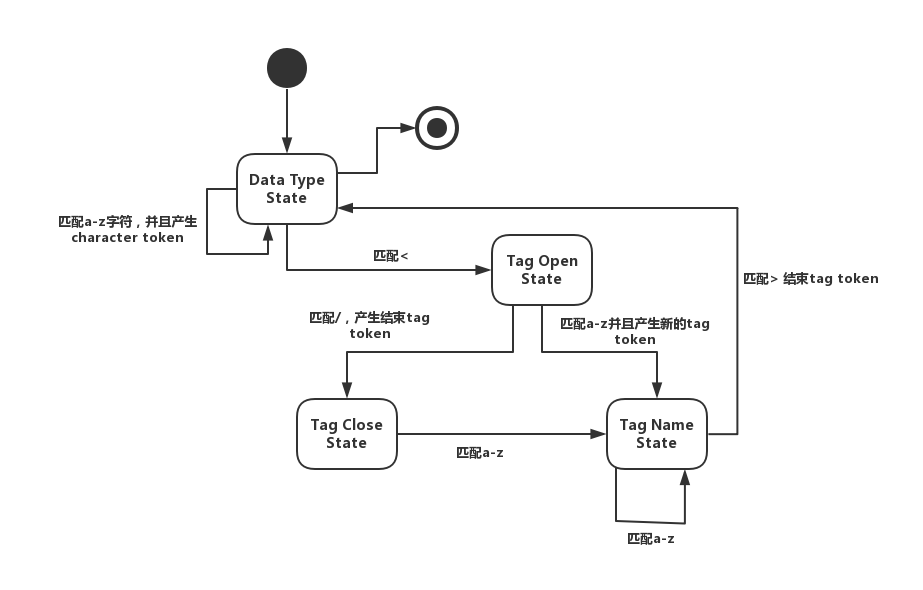 Data Type
State
匹配a-z字符，并且产生
character token
匹配<
Tag Open
State
匹配> 结束tag token
匹配/，产生结束tag
token
匹配a-z并且产生新的tag
token
Tag Close
State
匹配a-z
Tag Name
State
匹配a-z